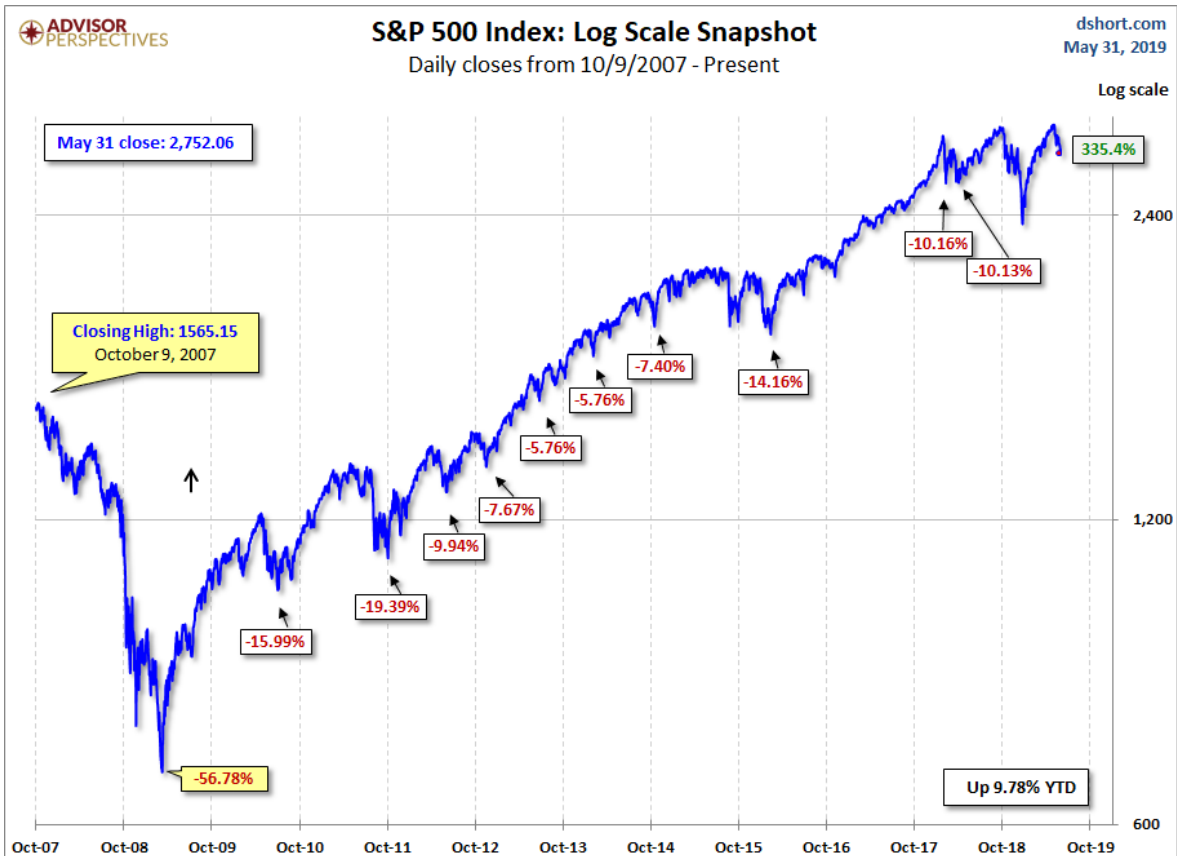 ADVISOR
PERSPECTIVES
S&P 500 Index: Log Scale Snapshot
Daily closes from 10/9/2007 - Present
dshort.com
May 31, 2019
Log scale
May 31 close: 2,752.06
335.4%
2,400
-10.16%
-10.13%
Closing High: 1565.15
October 9, 2007
-7.40%
-14.16%
-5.76%
-5.76%
-7.67%
1,200
-9.94%
-19.39%
-15.99%
-56.78%
Up 9.78% YTD
600
Oct-07 Oct-08 Oct-09 Oct-10 Oct-11 Oct-12 Oct-13 Oct-14 Oct-15 Oct-16 Oct-17 Oct-18 Oct-19